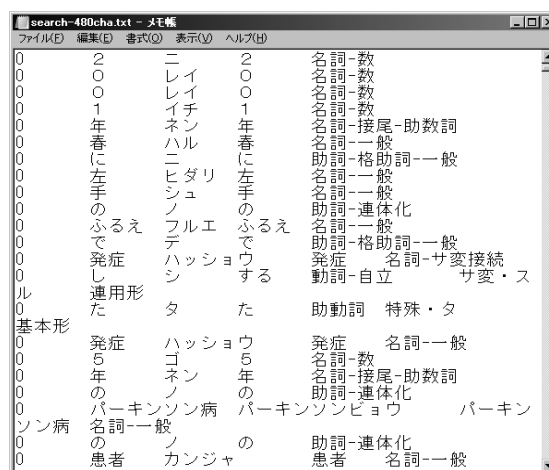 search-480cha.txt - メモ帳
ファイル(F) 編集(E) 書式(O) 表示(V) ヘルプ(H)
0 2 ニ 2 名詞-数
0 0 レイ 0 名詞-数
0 0 レイ 0 名詞-数
0 1 イチ 1 名詞-数
0 年 ネン 年 名詞-接尾-助数詞
0 春 ハル 春 名詞-一般
0 に ニ に 助詞-格助詞-一般
0 左 ヒダリ 左 名詞-一般
0 手 シュ 手 名詞-一般
0 の ノ の 助詞-連体化
0 ふるえ フルエ ふるえ 名詞-一般
0 で デ で 助詞-格助詞-一般
0 発症 ハッショウ 発症 名詞-サ変接続
0 し シ する 動詞-自立 サ変・ス
ル 連用形
0 た タ た 助動詞 特殊・タ
基本形
0 発症 ハッショウ 発症 名詞-一般
0 5 ゴ 5 名詞-数
0 年 ネン 年 名詞-接尾-助数詞
0 の ノ の 助詞-連体化
0 パーキンソン病 パーキンソンビョウ パーキン
ソン病 名詞-一般
0 の ノ の 助詞-連体化
0 患者 カンジャ 患者 名詞-一般